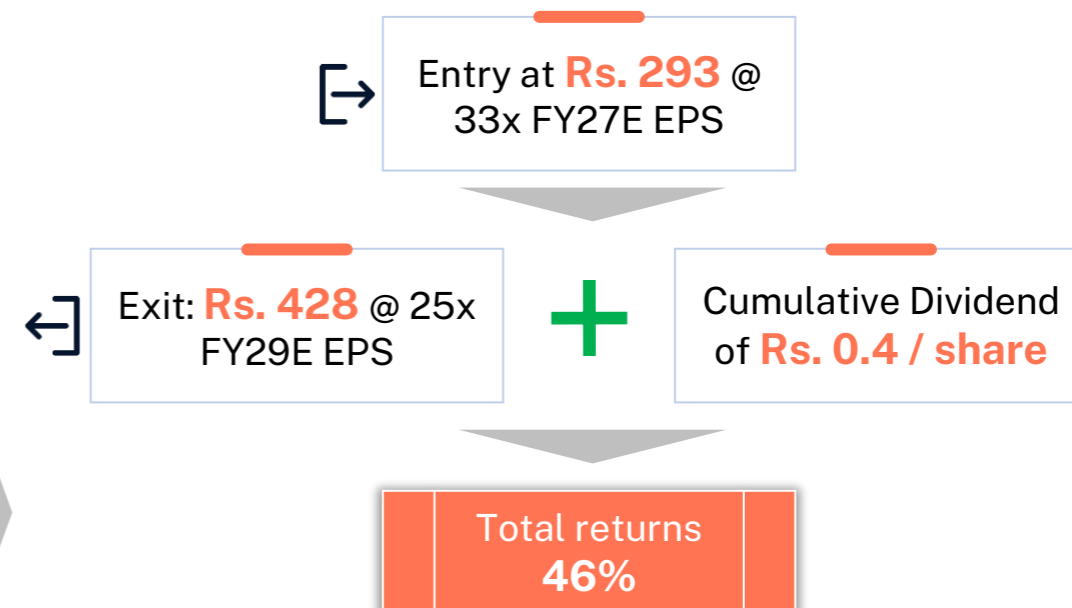 Entry at Rs. 293 @
33x FY27E EPS
Exit: Rs. 428 @ 25x
FY29E EPS
Cumulative Dividend
of Rs. 0.4 / share
Total returns
46%